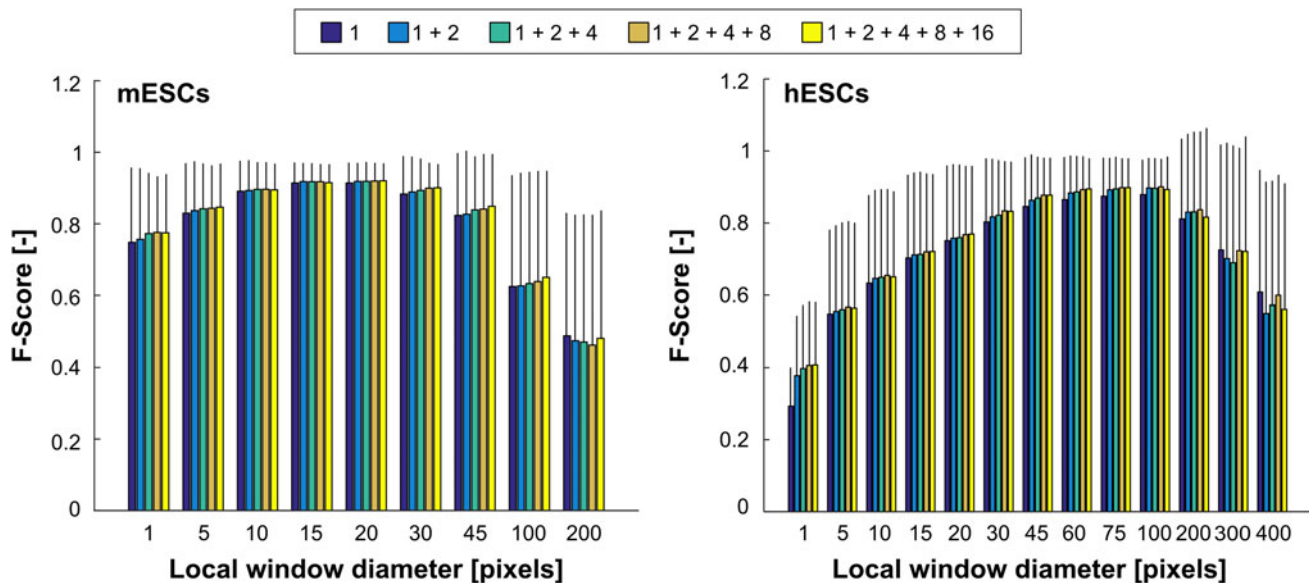 1 1 + 2 1 + 2 + 4 1 + 2 + 4 + 8 1 + 2 + 4 + 8 + 16
mESCs
F-Score [-]
1.2
1
0.8
0.6
0.4
0.2
0
1 5 10 15 20 30 45 100 200
Local window diameter [pixels]
hESCs
F-Score [-]
1.2
1
0.8
0.6
0.4
0.2
0
1 5 10 15 20 30 45 60 75 100 200 300 400
Local window diameter [pixels]